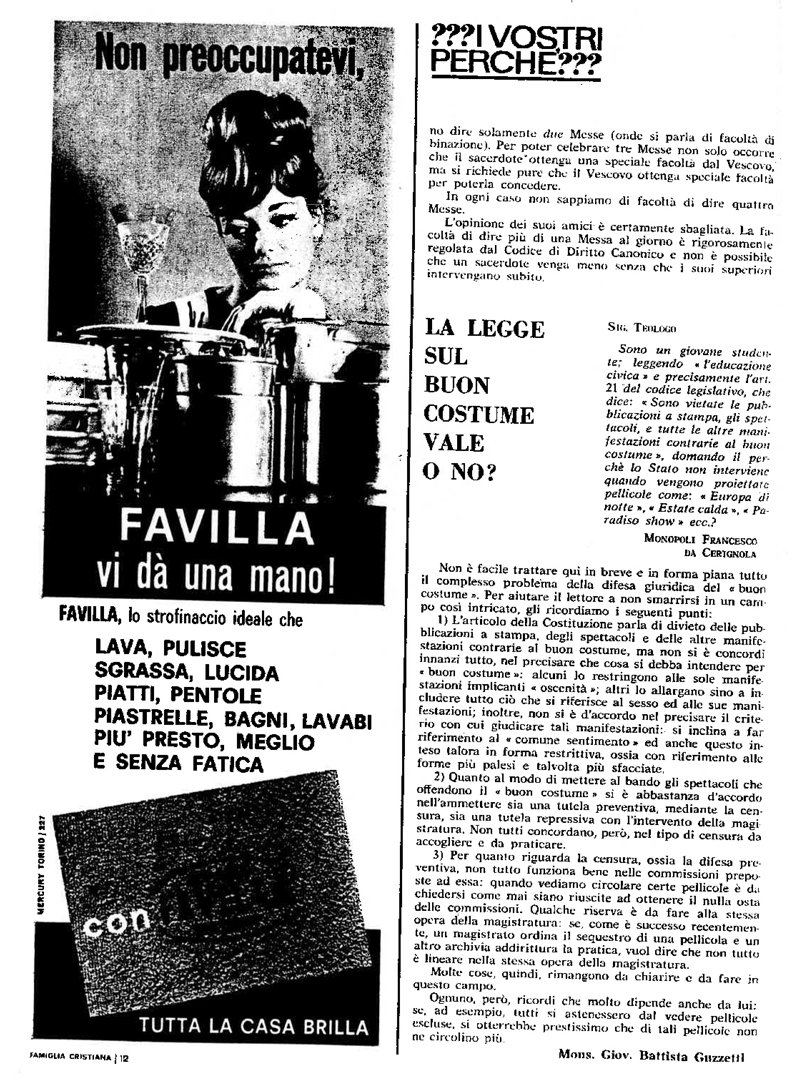 Non preoccupatevi,
FAVILLA
vi dà una mano!
FAVILLA, lo strofinaccio ideale che
LAVA, PULISCE
SGRASSA, LUCIDA
PIATTI, PENTOLE
PIASTRELLE, BAGNI, LAVABI
PIU' PRESTO, MEGLIO
E SENZA FATICA
MERCURY TORINO/227
con
TUTTA LA CASA BRILLA
FAMIGLIA CRISTIANA / 12
???I VOSTRI
PERCHÈ???
no dire solamente due Messe (onde si parla di facoltà di
binazione). Per poter celebrare tre Messe non solo occorre
che il sacerdote ottenga una speciale facoltà dal Vescovo,
ma si richiede pure che il Vescovo ottenga speciale facoltà
per poterla concedere.
In ogni caso non sappiamo di facoltà di dire quattro
Messe.
L'opinione dei suoi amici è certamente sbagliata. La fa-
coltà di dire più di una Messa al giorno è rigorosamente
regolata dal Codice di Diritto Canonico e non è possibile
che un sacerdote venga meno senza che i suoi superiori
intervengano subito.
LA LEGGE
SUL
BUON
COSTUME
VALE
O NO?
SIG. TEOLOGO
Sono un giovane studen-
te; leggendo « l'educazione
civica » e precisamente l'art.
21 del codice legislativo, che
dice: « Sono vietate le pub-
blicazioni a stampa, gli spet-
tacoli, e tutte le altre mani-
festazioni contrarie al buon
costume », domando il per-
chè lo Stato non interviene
quando vengono proiettate
pellicole come: « Europa di
notte », « Estate calda », « Pa-
radiso show » ecc.?
MONOPOLI FRANCESCO
DA CERIGNOLA
Non è facile trattare qui in breve e in forma piana tutto
il complesso problema della difesa giuridica del « buon
costume ». Per aiutare il lettore a non smarrirsi in un cam-
po così intricato, gli ricordiamo i seguenti punti:
1) L'articolo della Costituzione parla di divieto delle pub-
blicazioni a stampa, degli spettacoli e delle altre manife-
stazioni contrarie al buon costume, ma non si è concordi
innanzi tutto, nel precisare che cosa si debba intendere per
« buon costume »: alcuni lo restringono alle sole manife-
stazioni implicanti « oscenità »; altri lo allargano sino a in-
cludere tutto ciò che si riferisce al sesso ed alle sue mani-
festazioni; inoltre, non si è d'accordo nel precisare il crite-
rio con cui giudicare tali manifestazioni: si inclina a far
riferimento al « comune sentimento » ed anche questo in-
teso talora in forma restrittiva, ossia con riferimento alle
forme più palesi e talvolta più sfacciate.
2) Quanto al modo di mettere al bando gli spettacoli che
offendono il « buon costume » si è abbastanza d'accordo
nell'ammettere sia una tutela preventiva, mediante la cen-
sura, sia una tutela repressiva con l'intervento della magi-
stratura. Non tutti concordano, però, nel tipo di censura da
accogliere e da praticare.
3) Per quanto riguarda la censura, ossia la difesa pre-
ventiva, non tutto funziona bene nelle commissioni prepo-
ste ad essa: quando vediamo circolare certe pellicole è da
chiedersi come mai siano riuscite ad ottenere il nulla osta
delle commissioni. Qualche riserva è da fare alla stessa
opera della magistratura: se, come è successo recentemen-
te, un magistrato ordina il sequestro di una pellicola e un
altro archivia addirittura la pratica, vuol dire che non tutto
è lineare nella stessa opera della magistratura.
Molte cose, quindi, rimangono da chiarire e da fare in
questo campo.
Ognuno, però, ricordi che molto dipende anche da lui:
se, ad esempio, tutti si astenessero dal vedere pellicole
escluse, si otterrebbe prestissimo che di tali pellicole non
ne circolino più.
Mons. Giov. Battista Guzzetti